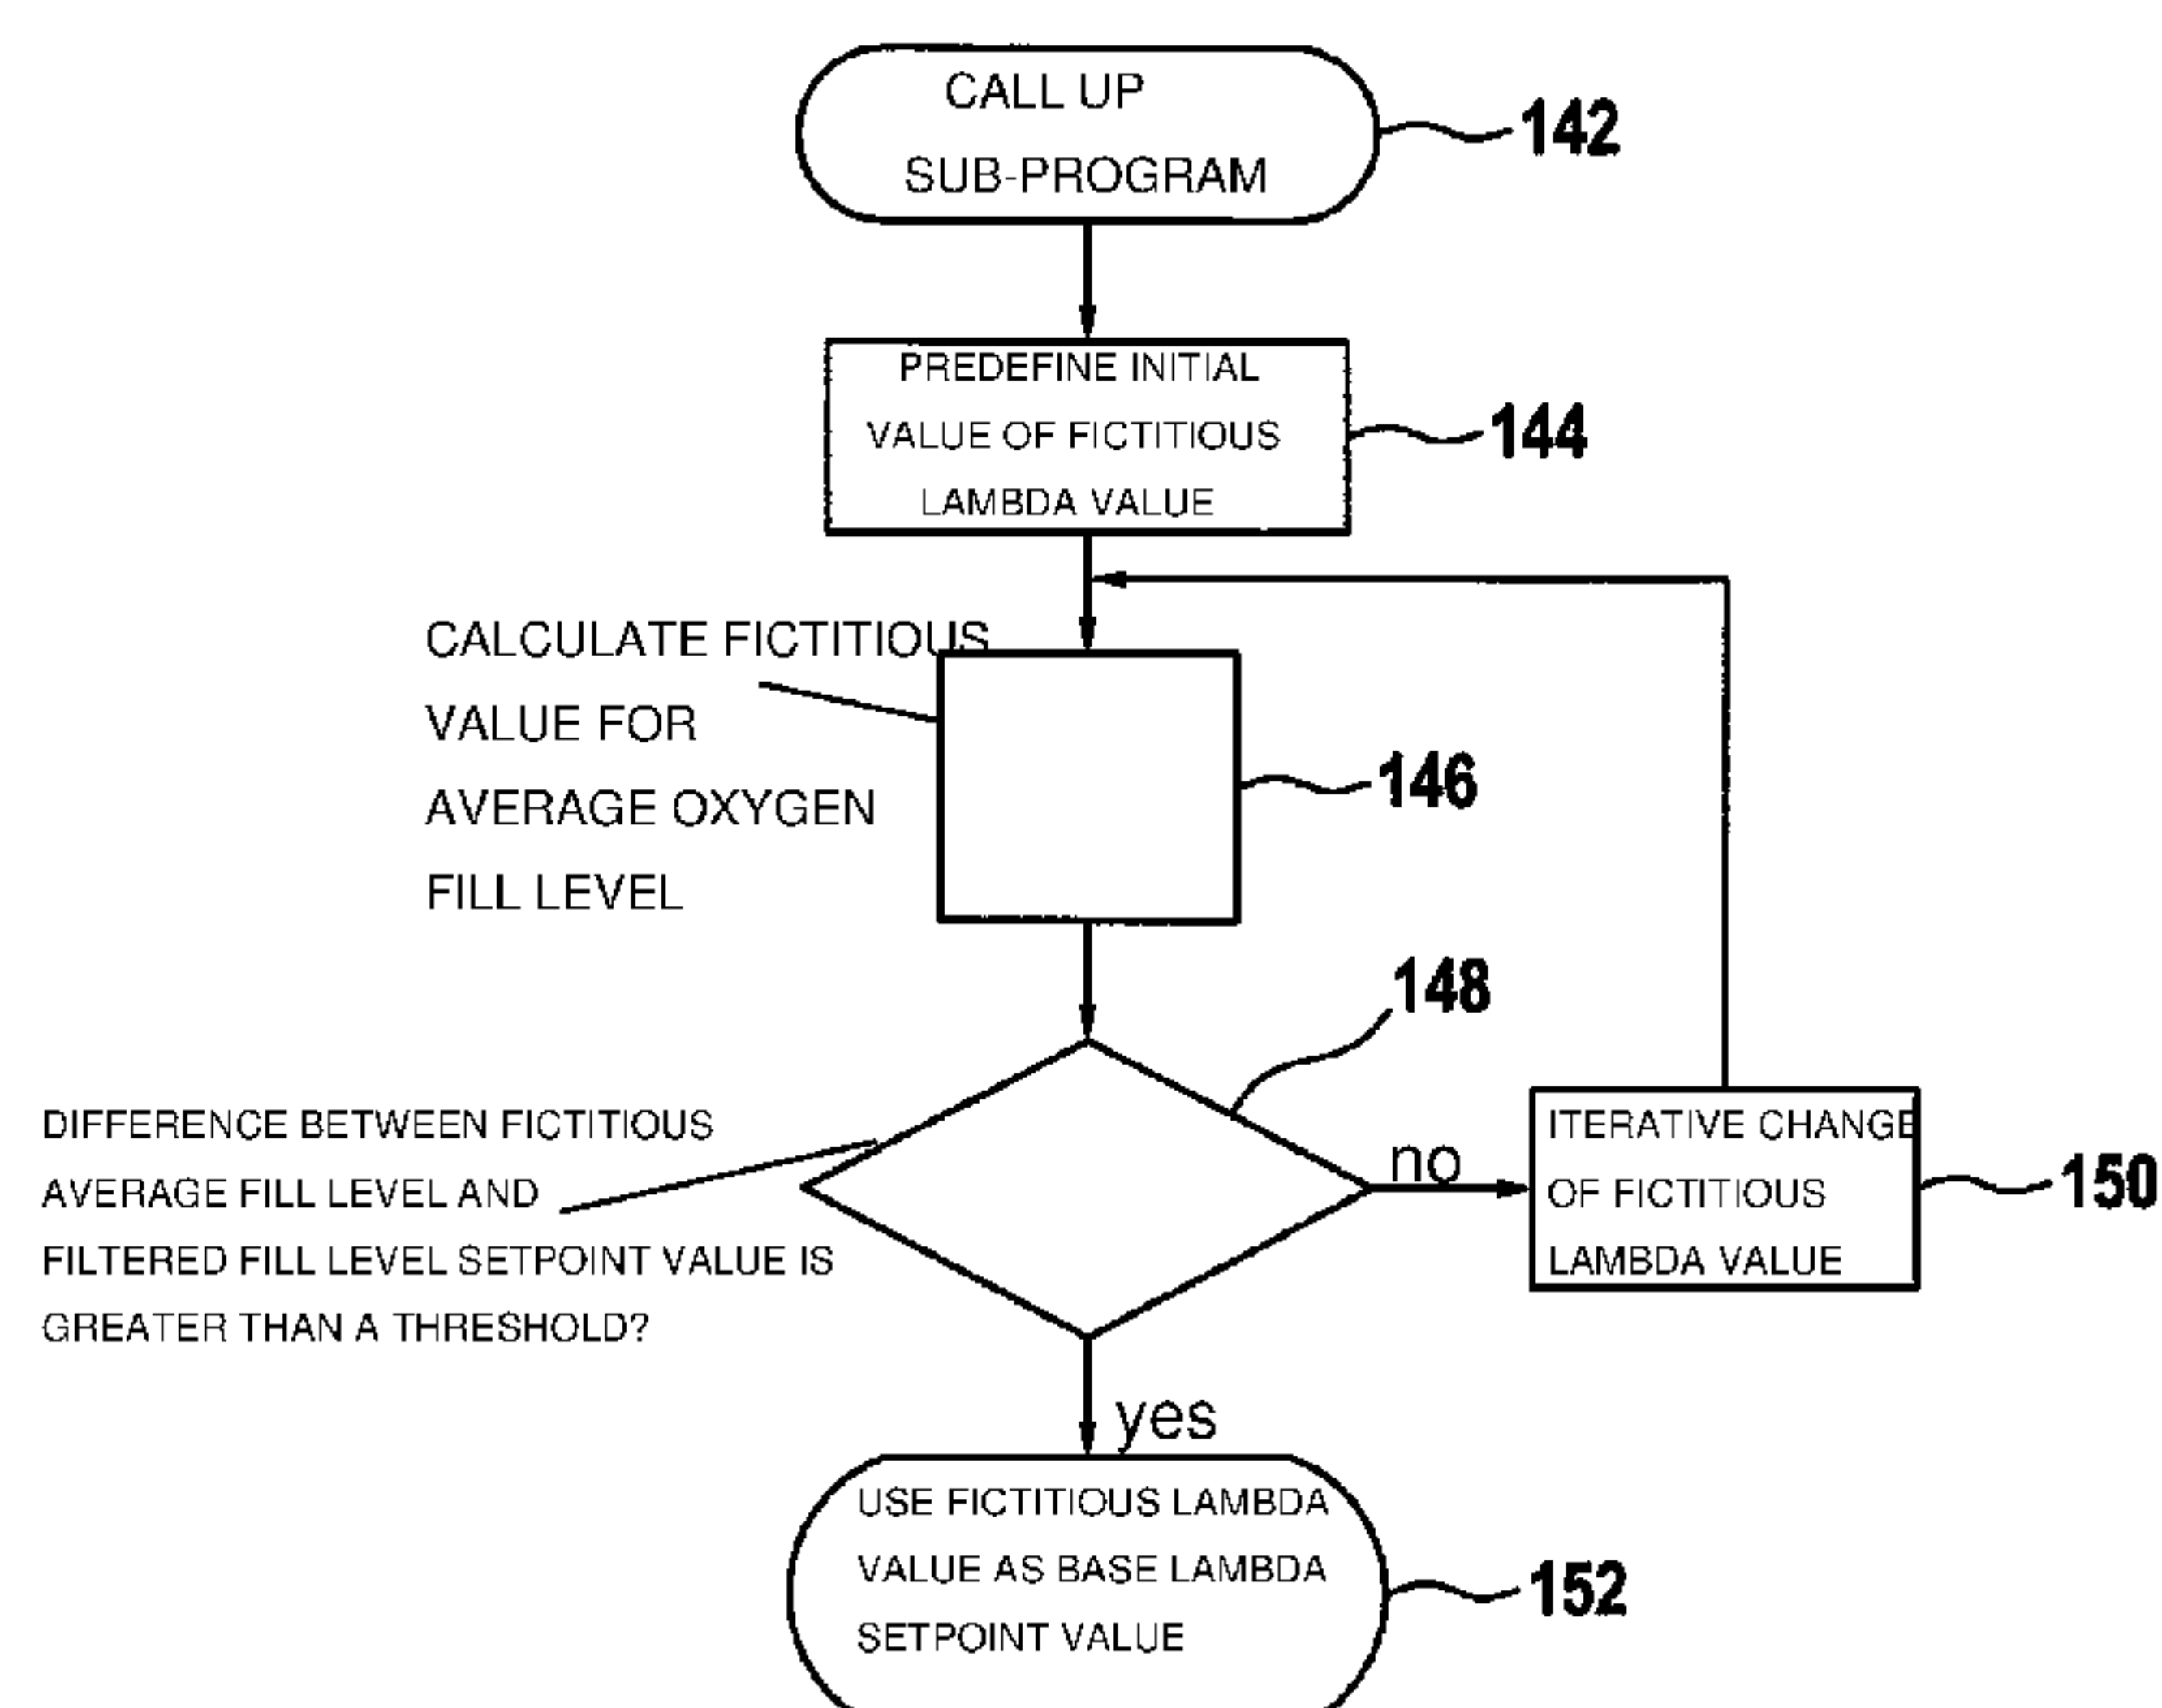 CALL UP
SUB-PROGRAM
142
PREDEFINE INITIAL
VALUE OF FICTITIOUS
LAMBDA VALUE
144
CALCULATE FICTITIOUS
VALUE FOR
AVERAGE OXYGEN
FILL LEVEL
146
148
DIFFERENCE BETWEEN FICTITIOUS
AVERAGE FILL LEVEL AND
FILTERED FILL LEVEL SETPOINT VALUE IS
GREATER THAN A THRESHOLD?
no
ITERATIVE CHANGE
OF FICTITIOUS
LAMBDA VALUE
150
yes
USE FICTITIOUS LAMBDA
VALUE AS BASE LAMBDA
SETPOINT VALUE
152